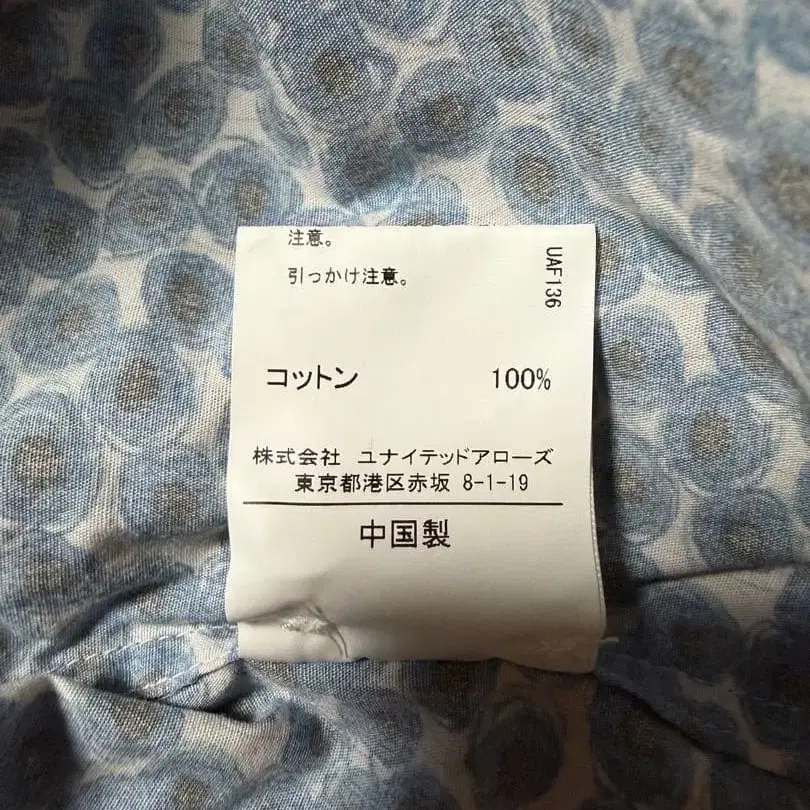 注意。
引っかけ注意。
UAF136
コットン 100%
株式会社 ユナイテッドアローズ
東京都港区赤坂 8-1-19
中国製